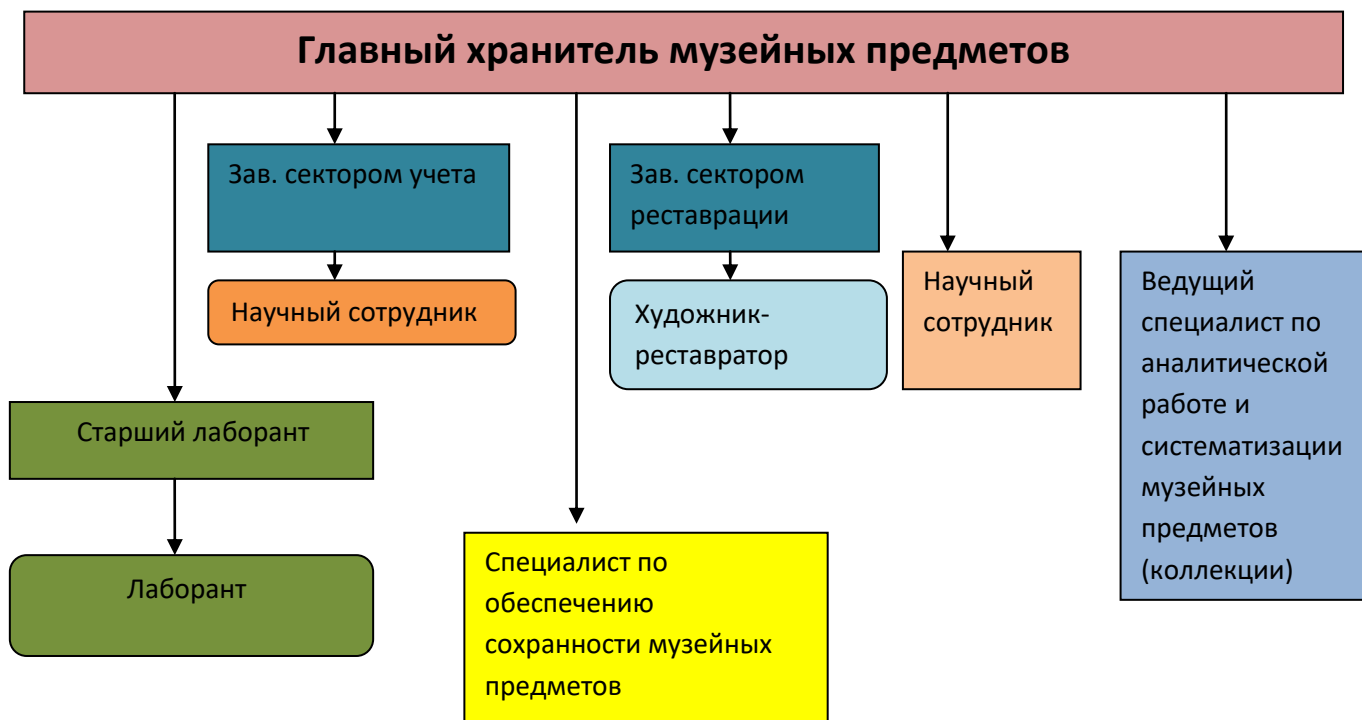 Главный хранитель музейных предметов
Зав. сектором учета
Зав. сектором
реставрации
Научный сотрудник
Художник-
реставратор
Научный
сотрудник
Ведущий
специалист по
аналитической
работе и
систематизации
музейных
предметов
(коллекции)
Старший лаборант
Лаборант
Специалист по
обеспечению
сохранности музейных
предметов